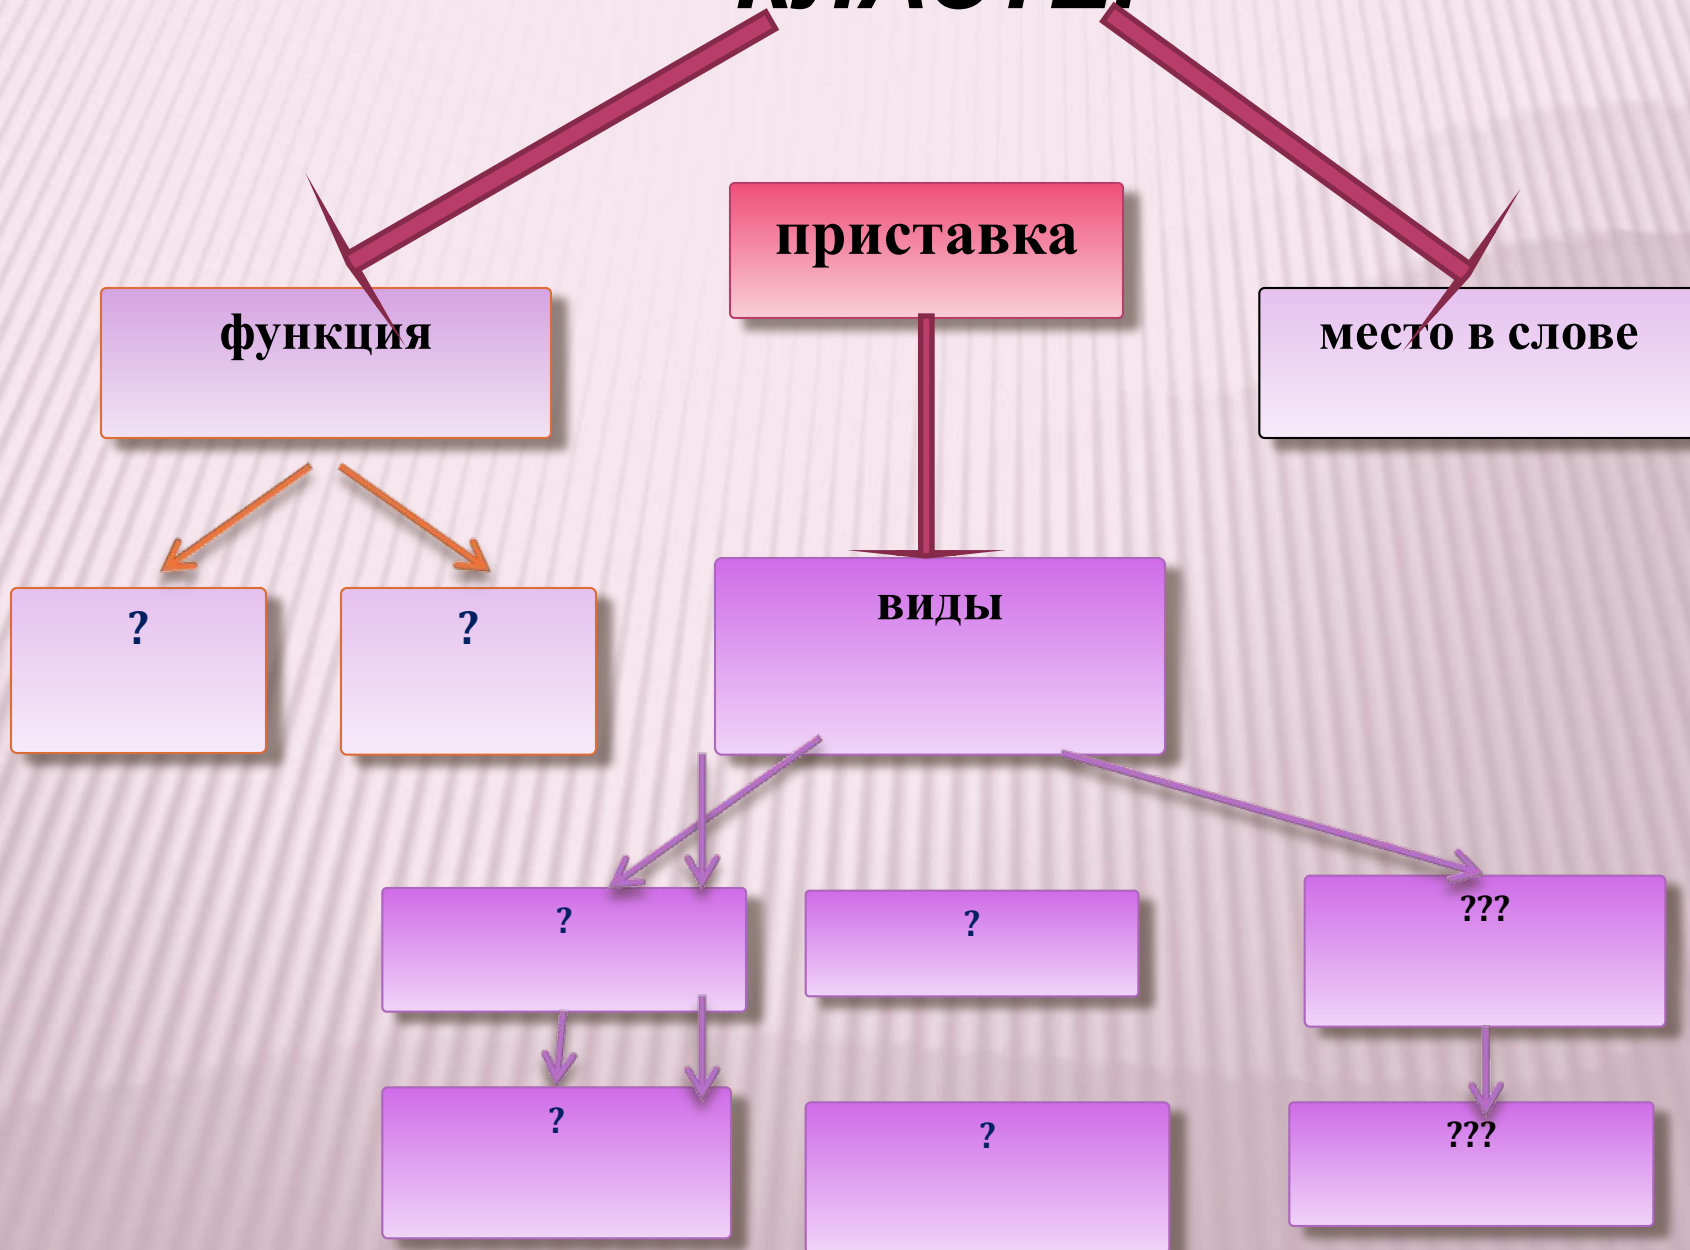 приставка
функция
место в слове
?
?
виды
?
?
???
?
?
???